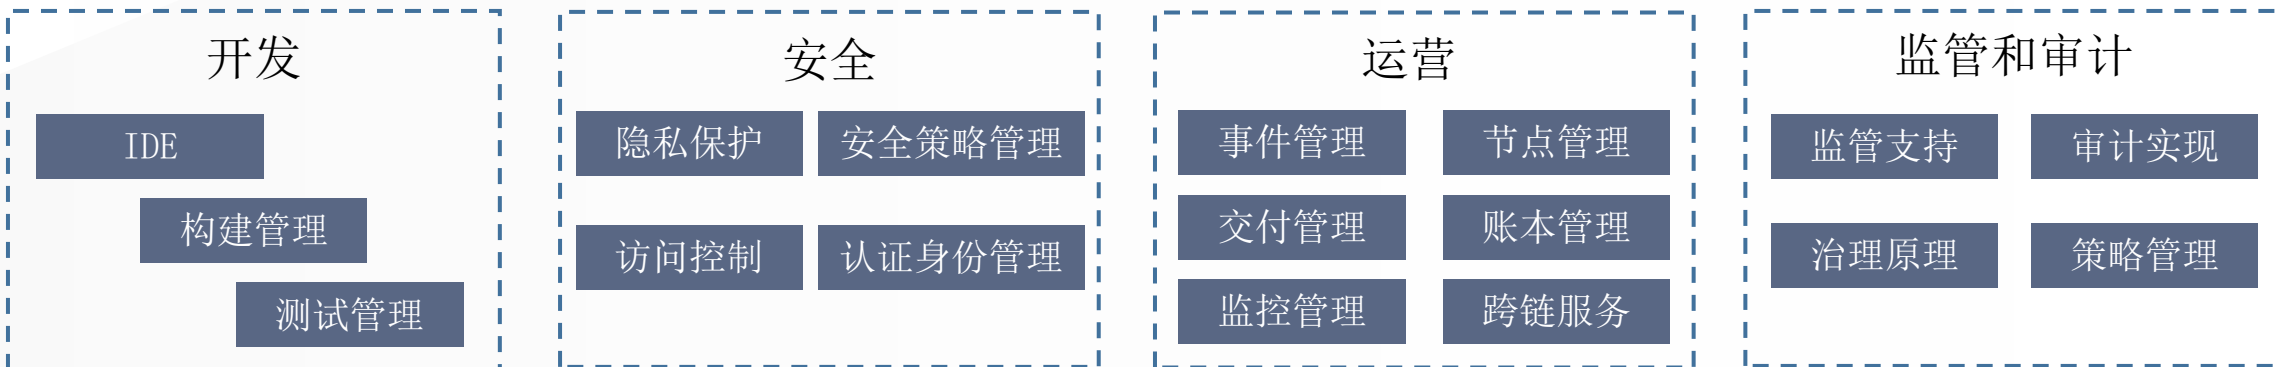 开发
IDE
构建管理
测试管理
安全
隐私保护
安全策略管理
访问控制
认证身份管理
运营
事件管理
节点管理
交付管理
账本管理
监控管理
跨链服务
监管和审计
监管支持
审计实现
治理原理
策略管理